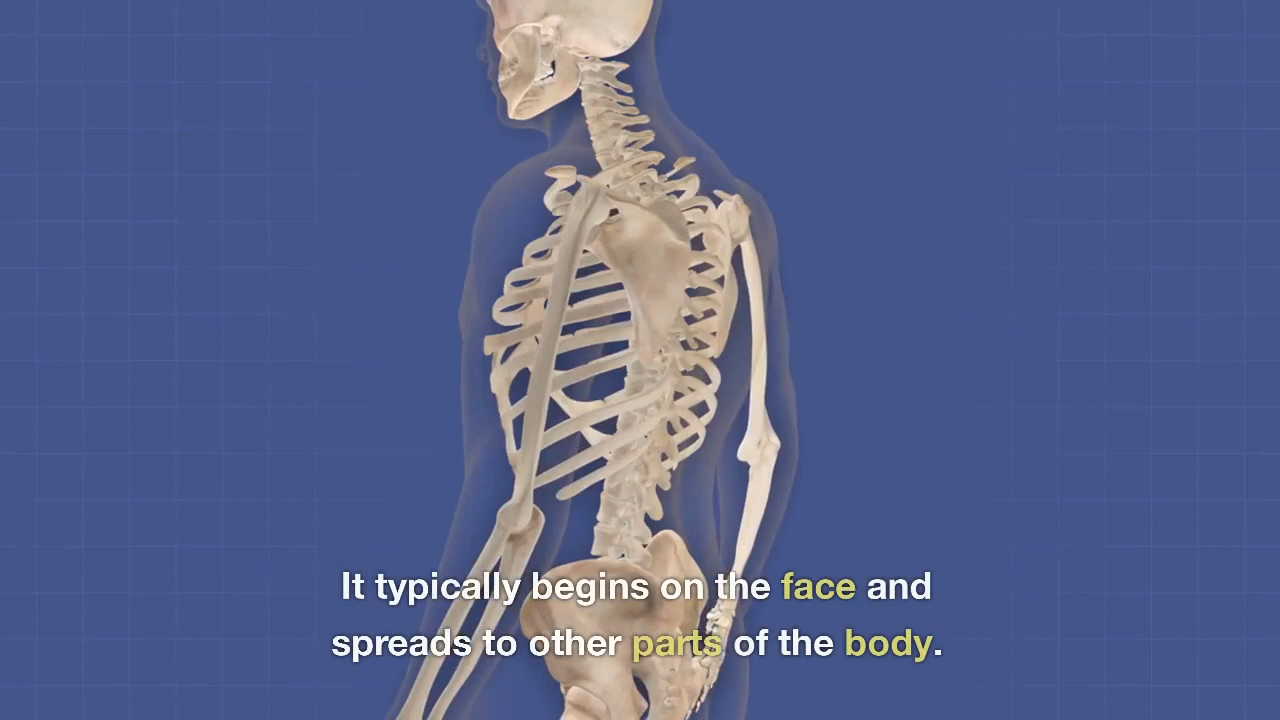 It typically begins on the face and
spreads to other parts of the body.